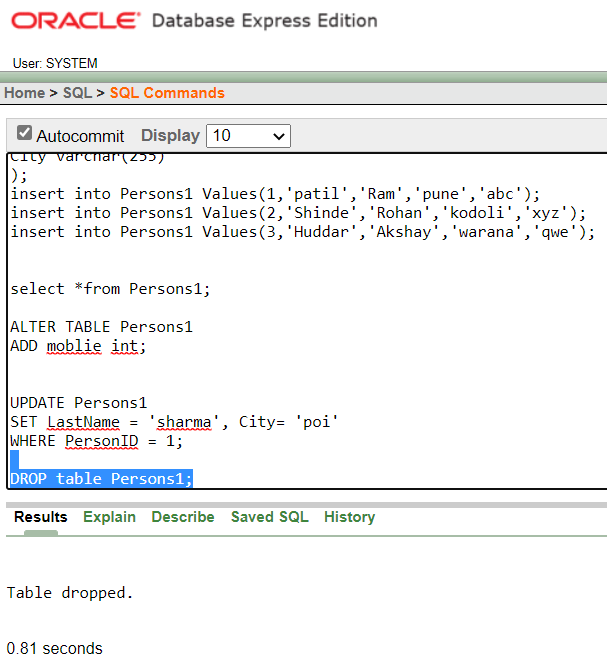 ORACLE® Database Express Edition
User: SYSTEM
Home > SQL > SQL Commands
Autocommit Display 10
City varchar(255)
);
insert into Persons1 Values(1,'patil','Ram','pune','abc');
insert into Persons1 Values(2,'Shinde','Rohan','kodoli','xyz');
insert into Persons1 Values(3,'Huddar','Akshay','warana','qwe');
select *from Persons1;
ALTER TABLE Persons1
ADD moblie int;
UPDATE Persons1
SET LastName = 'sharma', City= 'poi'
WHERE PersonID = 1;
DROP table Persons1;
Results Explain Describe Saved SQL History
Table dropped.
0.81 seconds